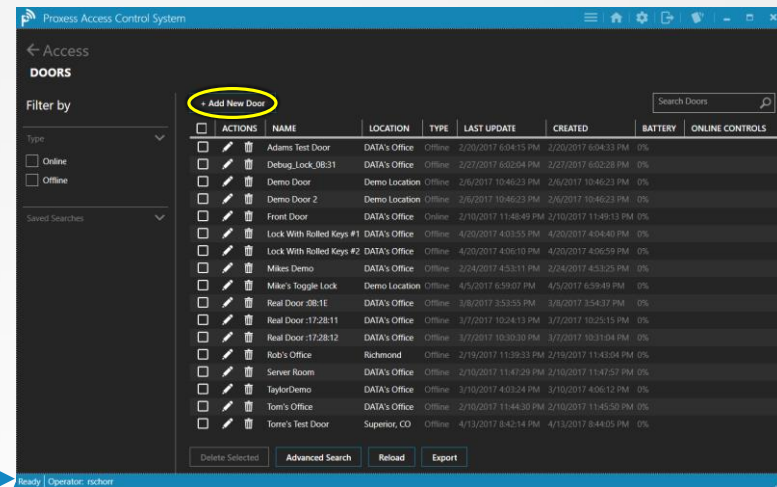 Proxess Access Control System
Access
DOORS
Filter by
Type
Online
Offline
Saved Searches
+ Add New Door
Search Doors
ACTIONS NAME LOCATION TYPE LAST UPDATE CREATED BATTERY ONLINE CONTROLS
Adams Test Door DATA's Office Offline 2/20/2017 6:04:15 PM 2/20/2017 6:04:33 PM 0%
Debug_Lock_08:31 DATA's Office Offline 2/27/2017 6:02:04 PM 2/27/2017 6:02:28 PM 0%
Demo Door Demo Location Offline 2/6/2017 10:46:23 PM 2/6/2017 10:46:23 PM 0%
Demo Door 2 Demo Location Offline 2/6/2017 10:46:23 PM 2/6/2017 10:46:23 PM 0%
Front Door DATA's Office Online 2/10/2017 11:48:49 PM 2/10/2017 11:49:13 PM 0%
Lock With Rolled Keys #1 DATA's Office Offline 4/20/2017 4:03:55 PM 4/20/2017 4:04:40 PM 0%
Lock With Rolled Keys #2 DATA's Office Offline 4/20/2017 4:06:10 PM 4/20/2017 4:06:59 PM 0%
Mikes Demo DATA's Office Offline 2/24/2017 4:53:11 PM 2/24/2017 4:53:25 PM 0%
Mike's Toggle Lock Demo Location Offline 4/5/2017 6:59:07 PM 4/5/2017 6:59:49 PM 0%
Real Door :08:1E DATA's Office Offline 3/8/2017 3:53:55 PM 3/8/2017 3:54:37 PM 0%
Real Door :17:28:11 DATA's Office Offline 3/7/2017 10:24:13 PM 3/7/2017 10:25:15 PM 0%
Real Door :17:28:12 DATA's Office Offline 3/7/2017 10:30:30 PM 3/7/2017 10:31:04 PM 0%
Rob's Office Richmond Offline 2/19/2017 11:39:33 PM 2/19/2017 11:43:04 PM 0%
Server Room DATA's Office Offline 2/10/2017 11:47:29 PM 2/10/2017 11:47:57 PM 0%
TaylorDemo DATA's Office Offline 3/10/2017 4:03:24 PM 3/10/2017 4:06:12 PM 0%
Tom's Office DATA's Office Offline 2/10/2017 11:44:30 PM 2/10/2017 11:45:50 PM 0%
Torre's Test Door Superior, CO Offline 4/13/2017 8:42:14 PM 4/13/2017 8:44:05 PM 0%
Delete Selected Advanced Search Reload Export
Ready Operator: rschorr